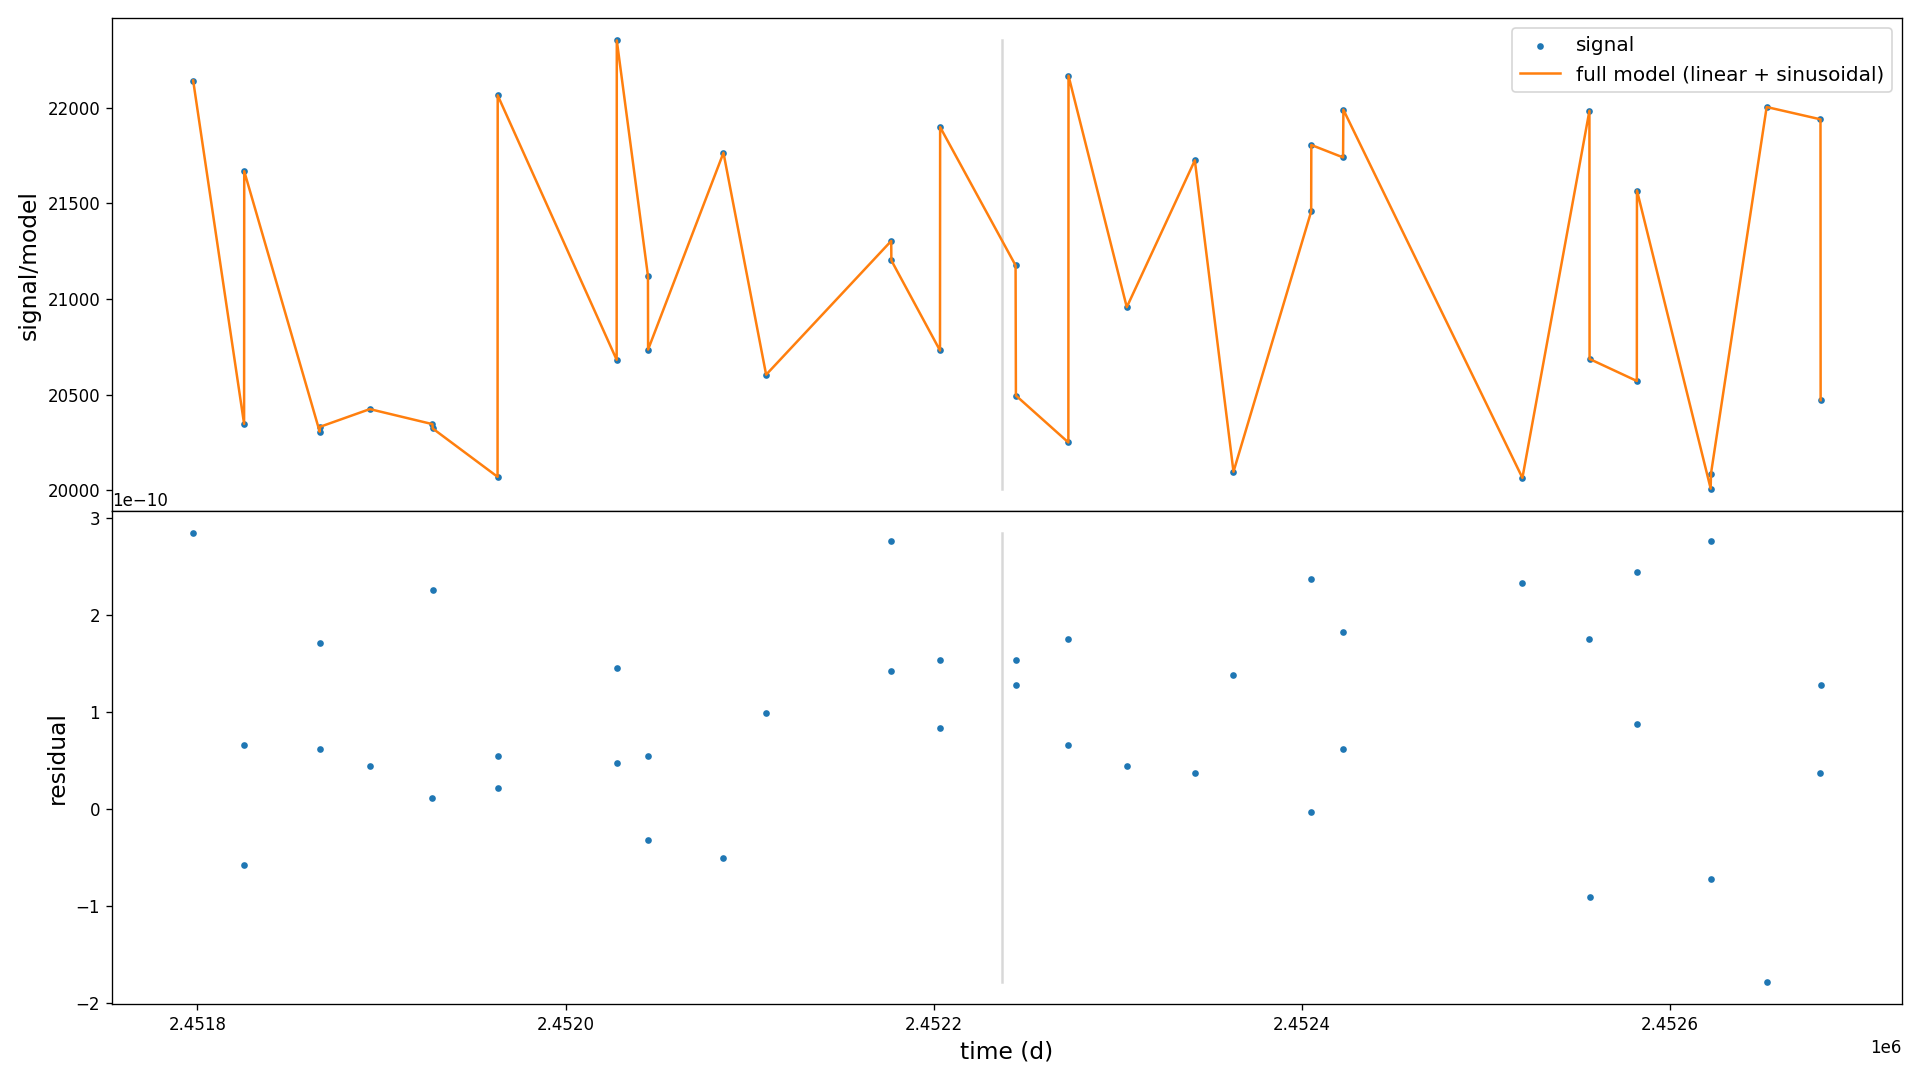 signal
full model (linear + sinusoidal)
signal/model
22000
21500
21000
20500
20000
1e−10
3
2
1
0
−1
−2
residual
2.4518
2.4520
2.4522
2.4524
2.4526
1e6
time (d)